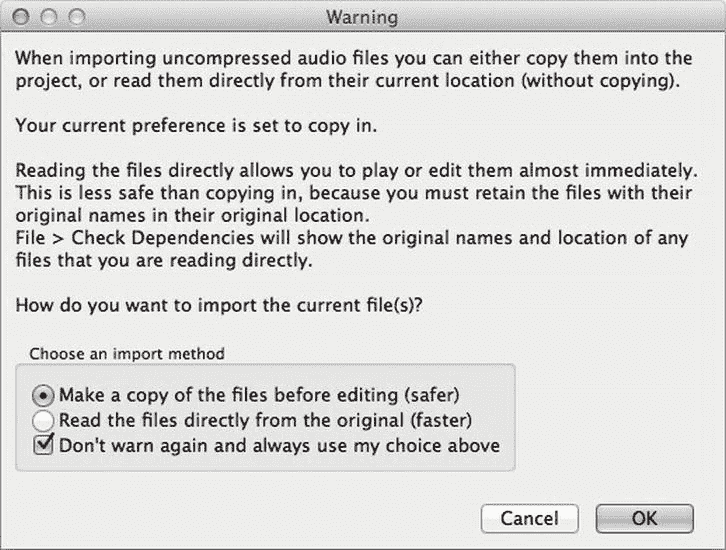 Warning
When importing uncompressed audio files you can either copy them into the
project, or read them directly from their current location (without copying).
Your current preference is set to copy in.
Reading the files directly allows you to play or edit them almost immediately.
This is less safe than copying in, because you must retain the files with their
original names in their original location.
File > Check Dependencies will show the original names and location of any
files that you are reading directly.
How do you want to import the current file(s)?
Choose an import method
Make a copy of the files before editing (safer)
Read the files directly from the original (faster)
Don't warn again and always use my choice above
Cancel
OK